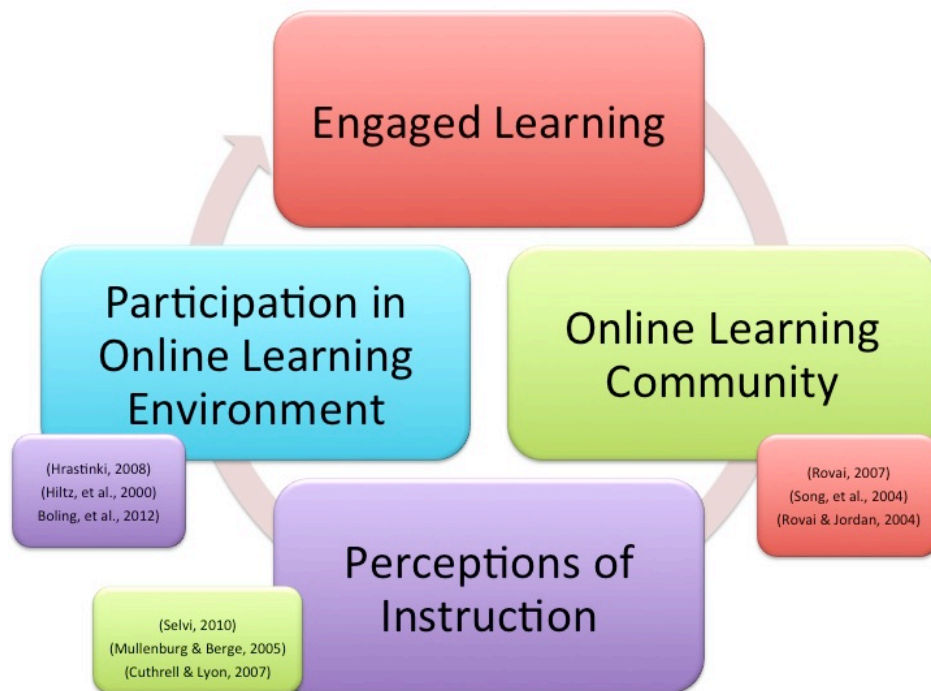 Engaged Learning
Participation in
Online Learning
Environment
Online Learning
Community
(Hrastinki, 2008)
(Hiltz, et al., 2000)
Boling, et al., 2012)
(Rovai, 2007)
(Song, et al., 2004)
(Rovai & Jordan, 2004)
Perceptions of
Instruction
(Selvi, 2010)
(Mullenburg & Berge, 2005)
(Cuthrell & Lyon, 2007)